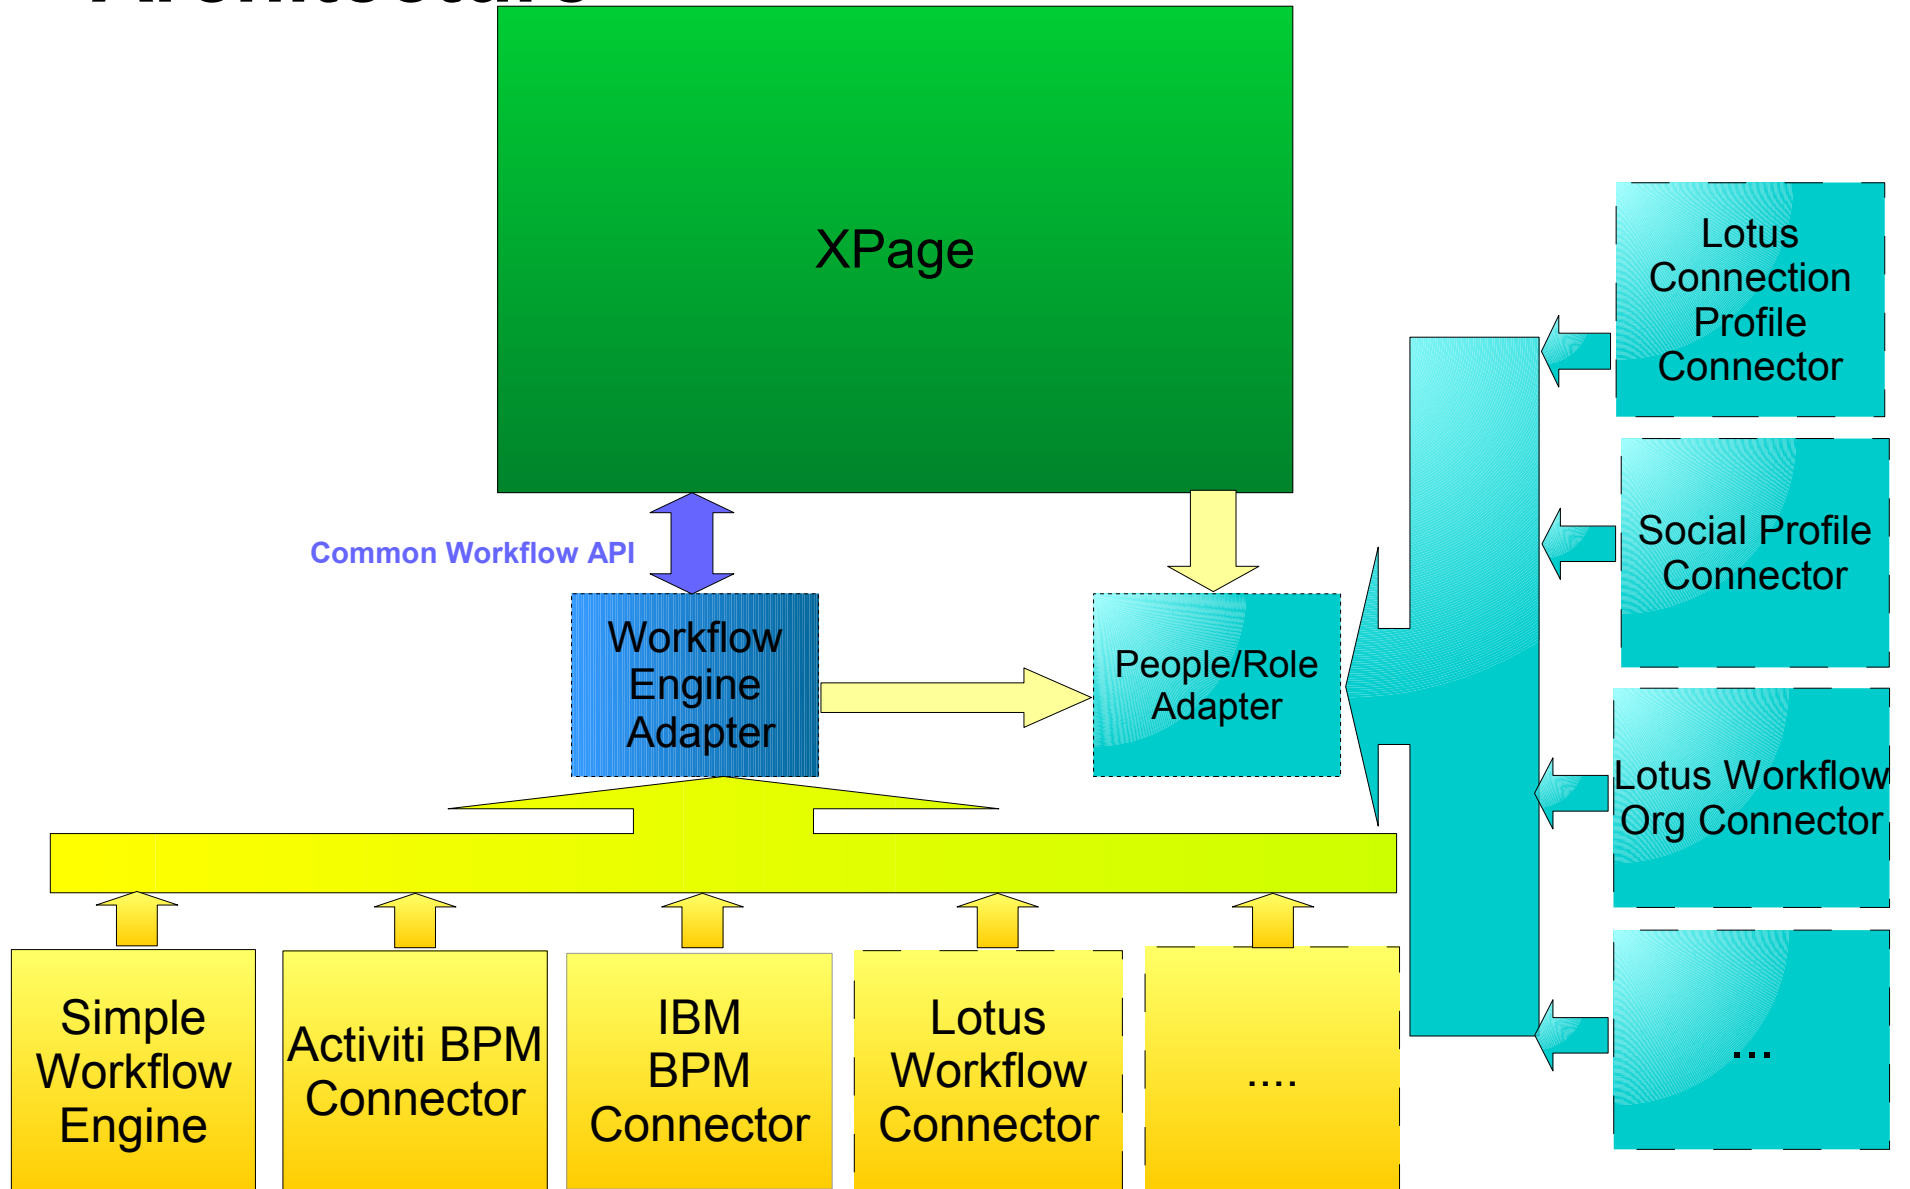 Architecture
XPage
Common Workflow API
Workflow
Engine
Adapter
People/Role
Adapter
Lotus
Connection
Profile
Connector
Social Profile
Connector
Lotus Workflow
Org Connector
...
Simple
Workflow
Engine
Activiti BPM
Connector
IBM
BPM
Connector
Lotus
Workflow
Connector
....